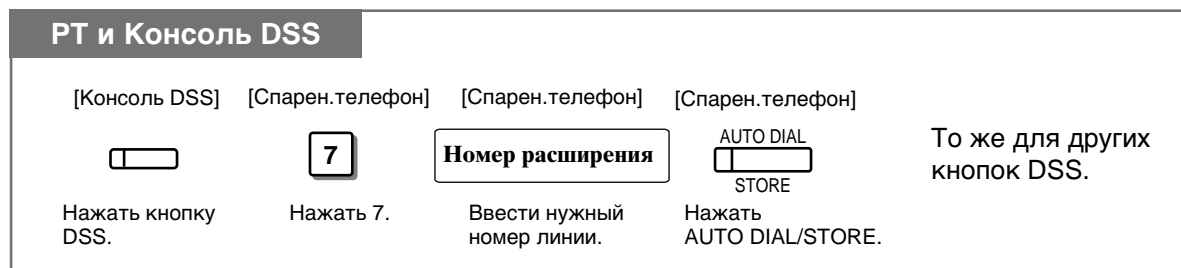 РТ и Консоль DSS
[Консоль DSS] [Спарен.телефон] [Спарен.телефон] [Спарен.телефон]
7
Номер расширения
AUTO DIAL
STORE
То же для других
кнопок DSS.
Нажать кнопку
DSS.
Нажать 7.
Ввести нужный
номер линии.
Нажать
AUTO DIAL/STORE.